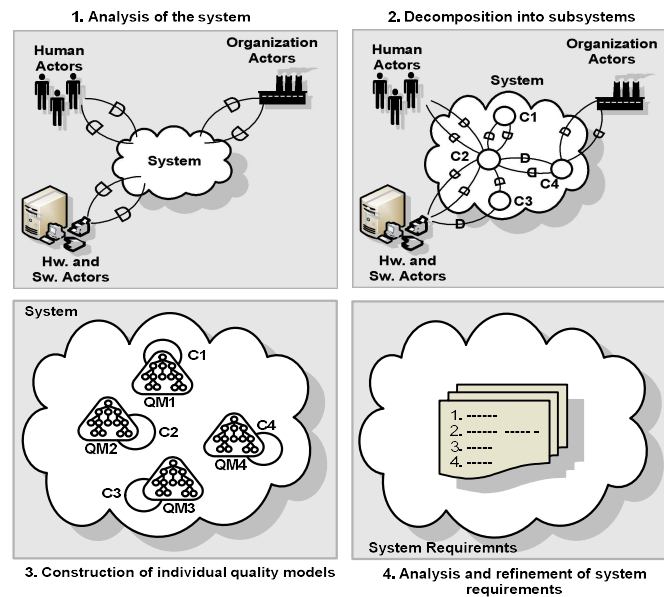 1. Analysis of the system
Human
Actors
Organization
Actors
System
Hw. and
Sw. Actors
2. Decomposition into subsystems
Human
Actors
Organization
Actors
System
C1
C2
D
C4
C3
D
Hw. and
Sw. Actors
System
C1
QM1
C2
QM2
C4
QM4
C3
QM3
3. Construction of individual quality models
1. ------
2. ------ ----- -
3. -----
4. -----
System Requiremnts
4. Analysis and refinement of system
requirements